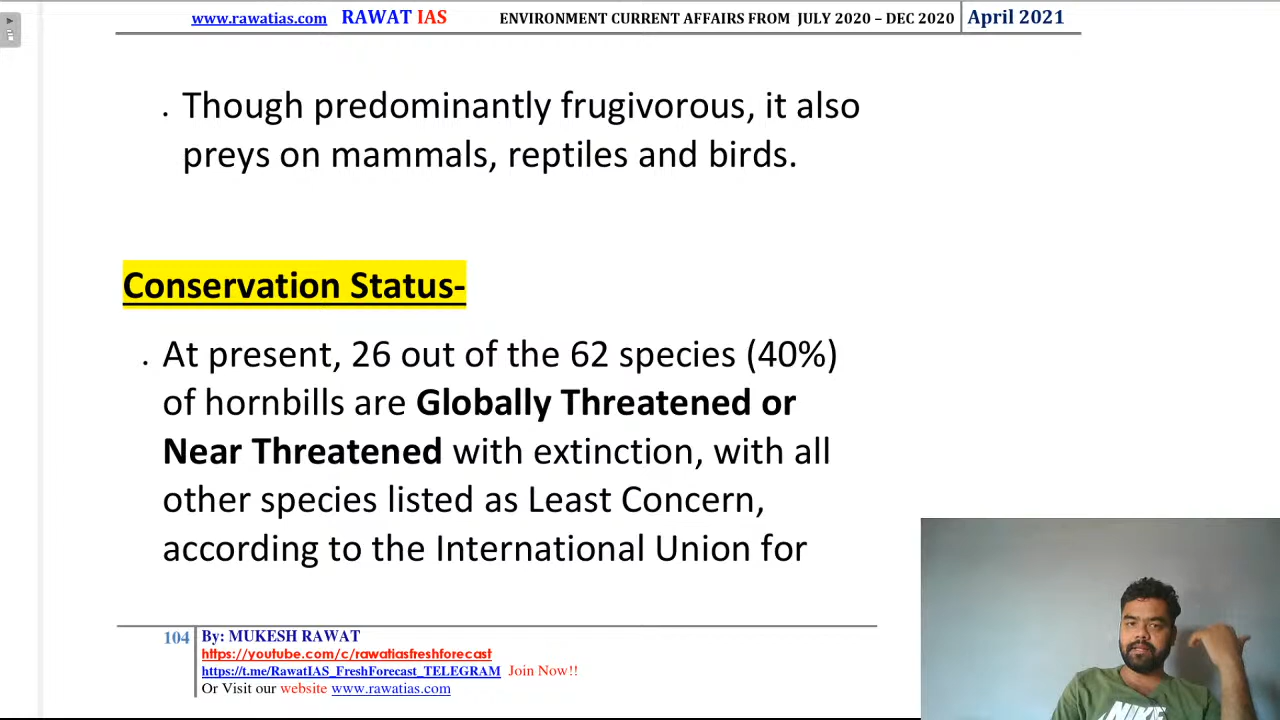 www.rawatias.com RAWAT IAS ENVIRONMENT CURRENT AFFAIRS FROM JULY 2020 – DEC 2020 April 2021
. Though predominantly frugivorous, it also
preys on mammals, reptiles and birds.
Conservation Status-
. At present, 26 out of the 62 species (40%)
of hornbills are Globally Threatened or
Near Threatened with extinction, with all
other species listed as Least Concern,
according to the International Union for
104 By: MUKESH RAWAT
https://youtube.com/c/rawatiasfreshforecast
https://t.me/RawatIAS_FreshForecast_TELEGRAM Join Now!!
Or Visit our website www.rawatias.com
NIKE